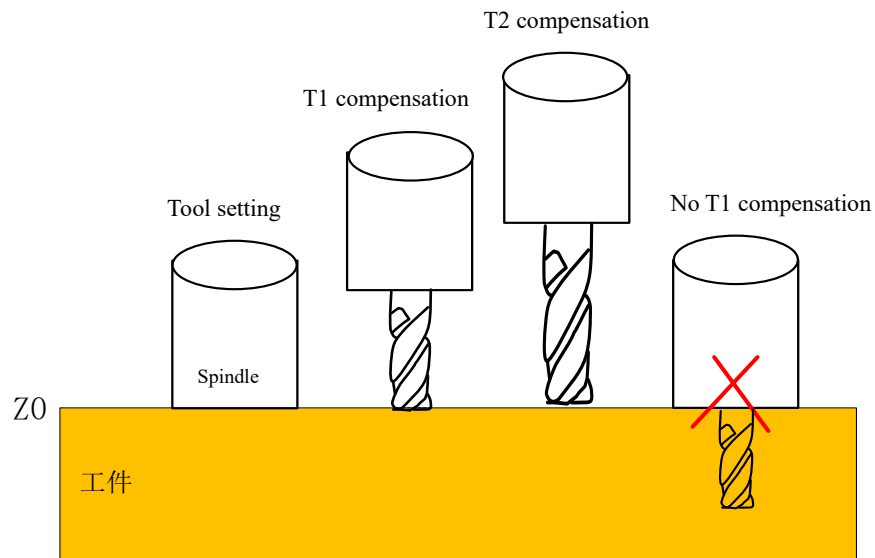 T2 compensation
T1 compensation
Tool setting
No T1 compensation
Spindle
Z0
工件